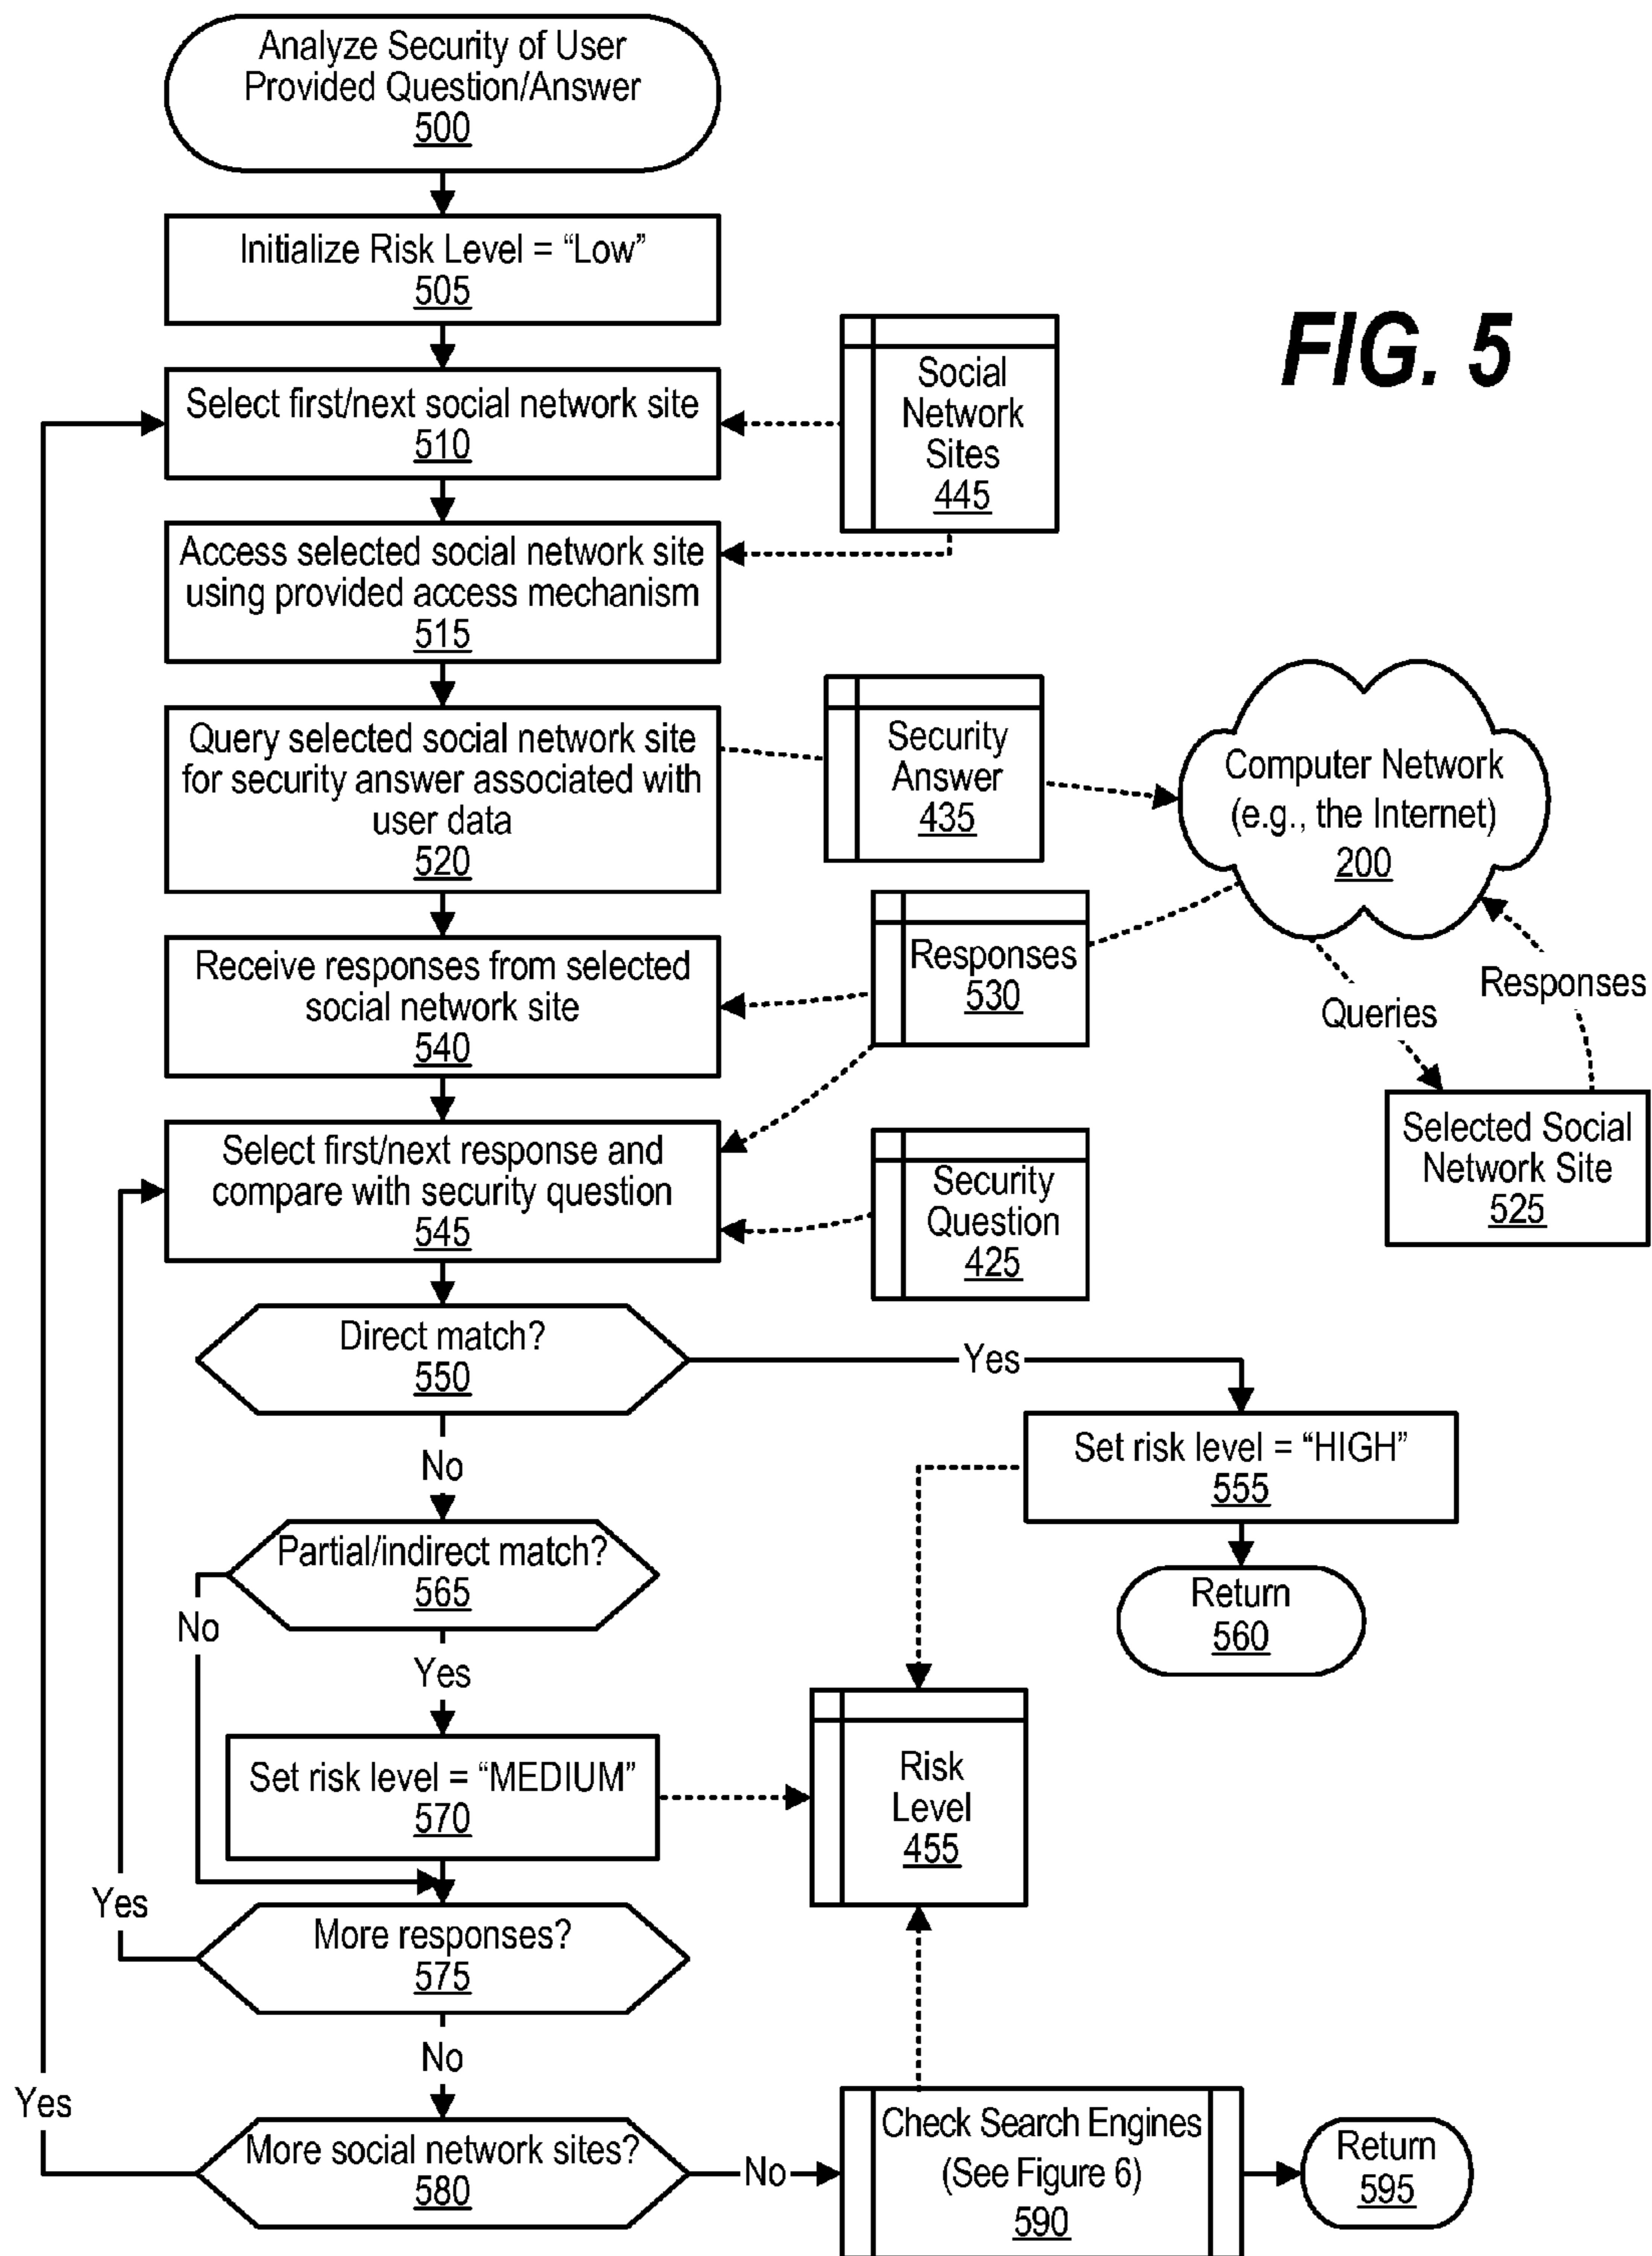 Analyze Security of User
Provided Question/Answer
500
Initialize Risk Level = “Low”
505
FIG. 5
Select first/next social network site
510
Social
Network
Sites
445
Access selected social network site
using provided access mechanism
515
Query selected social network site
for security answer associated with
user data
520
Security
Answer
435
Computer Network
(e.g., the Internet)
200
Receive responses from selected
social network site
540
Responses
530
Queries
Responses
Selected Social
Network Site
525
Select first/next response and
compare with security question
545
Security
Question
425
Direct match?
550
Yes
No
Set risk level = “HIGH”
555
Return
560
Partial/indirect match?
565
No
Yes
Set risk level = “MEDIUM”
570
Risk
Level
455
Yes
More responses?
575
No
Yes
More social network sites?
580
No
Check Search Engines
(See Figure 6)
590
Return
595